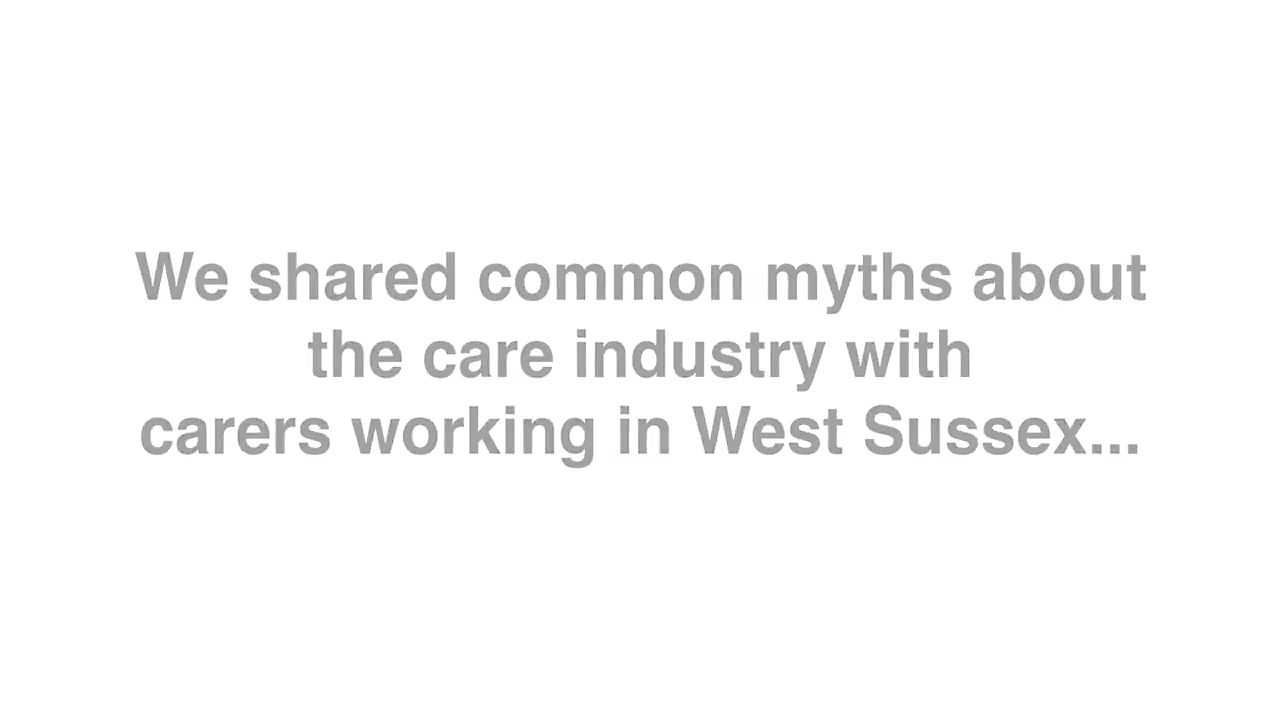 We shared common myths about
the care industry with
carers working in West Sussex...